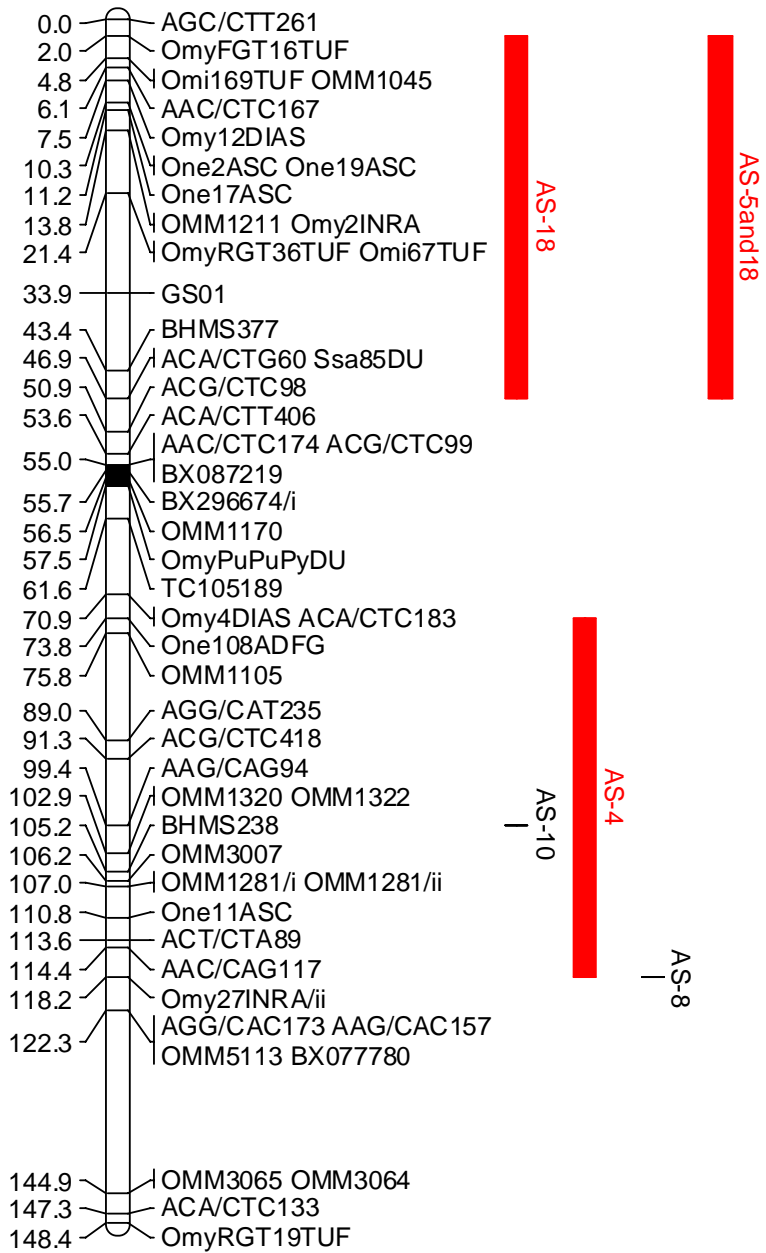 0.0 AGC/CTT261
2.0 OmyFGT16TUF
4.8 Omi169TUF OMM1045
6.1 AAC/CTC167
7.5 Omy12DIAS
10.3 One2ASC One19ASC
11.2 One17ASC
13.8 OMM1211 Omy2INRA
21.4 OmyRGT36TUF Omi67TUF
33.9 GS01
43.4 BHMS377
46.9 ACA/CTG60 Ssa85DU
50.9 ACG/CTC98
53.6 ACA/CTT406
55.0 AAC/CTC174 ACG/CTC99
BX087219
55.7 BX296674/i
56.5 OMM1170
57.5 OmyPuPuPyDU
61.6 TC105189
70.9 Omy4DIAS ACA/CTC183
73.8 One108ADFG
75.8 OMM1105
89.0 AGG/CAT235
91.3 ACG/CTC418
99.4 AAG/CAG94
102.9 OMM1320 OMM1322
105.2 BHMS238
106.2 OMM3007
107.0 OMM1281/i OMM1281/ii
110.8 One11ASC
113.6 ACT/CTA89
114.4 AAC/CAG117
118.2 Omy27INRA/ii
122.3 AGG/CAC173 AAG/CAC157
OMM5113 BX077780
144.9 OMM3065 OMM3064
147.3 ACA/CTC133
148.4 OmyRGT19TUF
AS-18
AS-5and18
AS-10
AS-4
AS-8